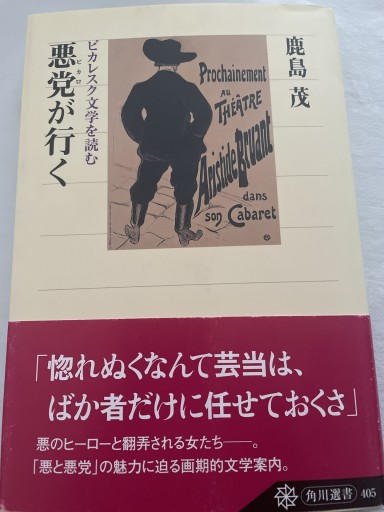 鹿島 茂
ピカレスク文学を読む
悪党が行く
ピカロ
Prochainement
AU
THÉÂTRE
Aristide Bruant
dans
son Cabaret
「惚れぬくなんて芸当は、
ばか者だけに任せておくさ」
悪のヒーローと翻弄される女たち──。
「悪と悪党」の魅力に迫る画期的文学案内。
角川選書 405